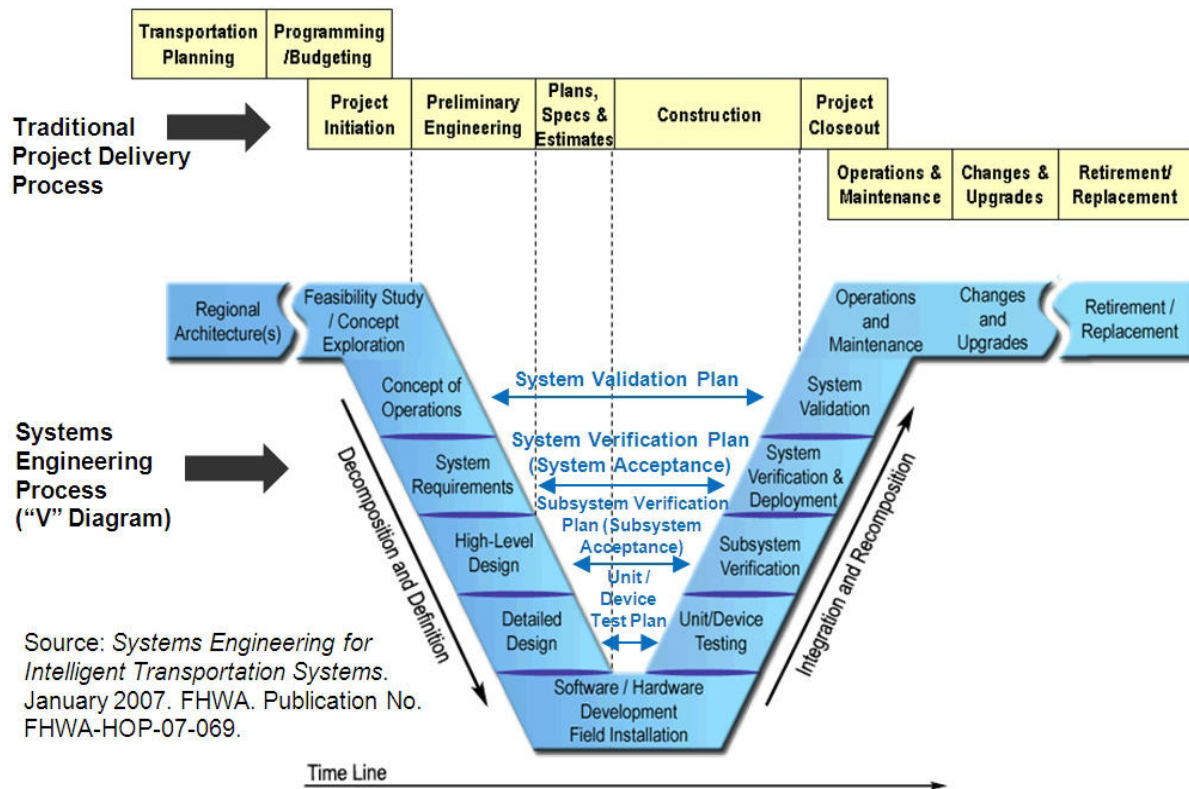 Transportation
Planning
Programming
/Budgeting
Project
Initiation
Preliminary
Engineering
Plans,
Specs &
Estimates
Construction
Project
Closeout
Operations &
Maintenance
Changes &
Upgrades
Retirement/
Replacement
Traditional
Project Delivery
Process
Regional
Architecture(s)
Feasibility Study
/ Concept
Exploration
Operations
and
Maintenance
Changes
and
Upgrades
Retirement /
Replacement
Systems
Engineering
Process
(“V” Diagram)
Concept of
Operations
System Validation Plan
System
Validation
System
Requirements
System Verification Plan
(System Acceptance)
System
Verification &
Deployment
High-Level
Design
Subsystem Verification
Plan (Subsystem
Acceptance)
Subsystem
Verification
Detailed
Design
Unit /
Device
Test Plan
Unit/Device
Testing
Software / Hardware
Development
Field Installation
Decomposition and Definition
Integration and Recomposition
Source: Systems Engineering for
Intelligent Transportation Systems.
January 2007. FHWA. Publication No.
FHWA-HOP-07-069.
Time Line